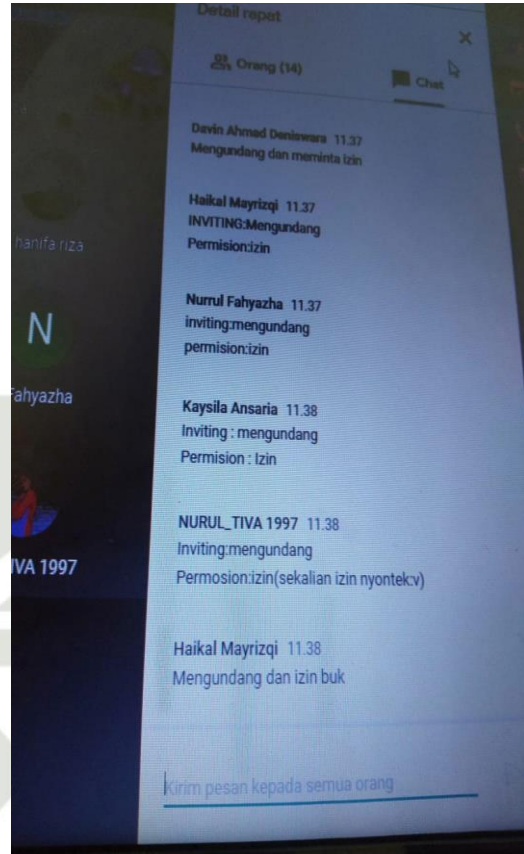 Detail rapat
Orang (14)
Chat
Davin Ahmad Deniswara 11.37
Mengundang dan meminta izin
Haikal Mayrizqi 11.37
INVITING:Mengundang
Permision:izin
hanifa riza
Nurrul Fahyazha 11.37
inviting:mengundang
permision:izin
N
Fahyazha
Kaysila Ansaria 11.38
Inviting : mengundang
Permision : Izin
NURUL_TIVA 1997 11.38
Inviting:mengundang
Permosion:izin(sekalian izin nyontek:v)
IVA 1997
Haikal Mayrizqi 11.38
Mengundang dan izin buk
Kirim pesan kepada semua orang